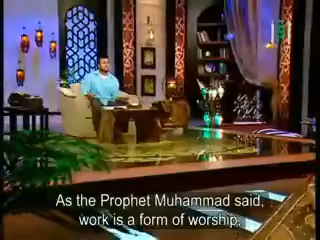 As the Prophet Muhammad said,
work is a form of worship.